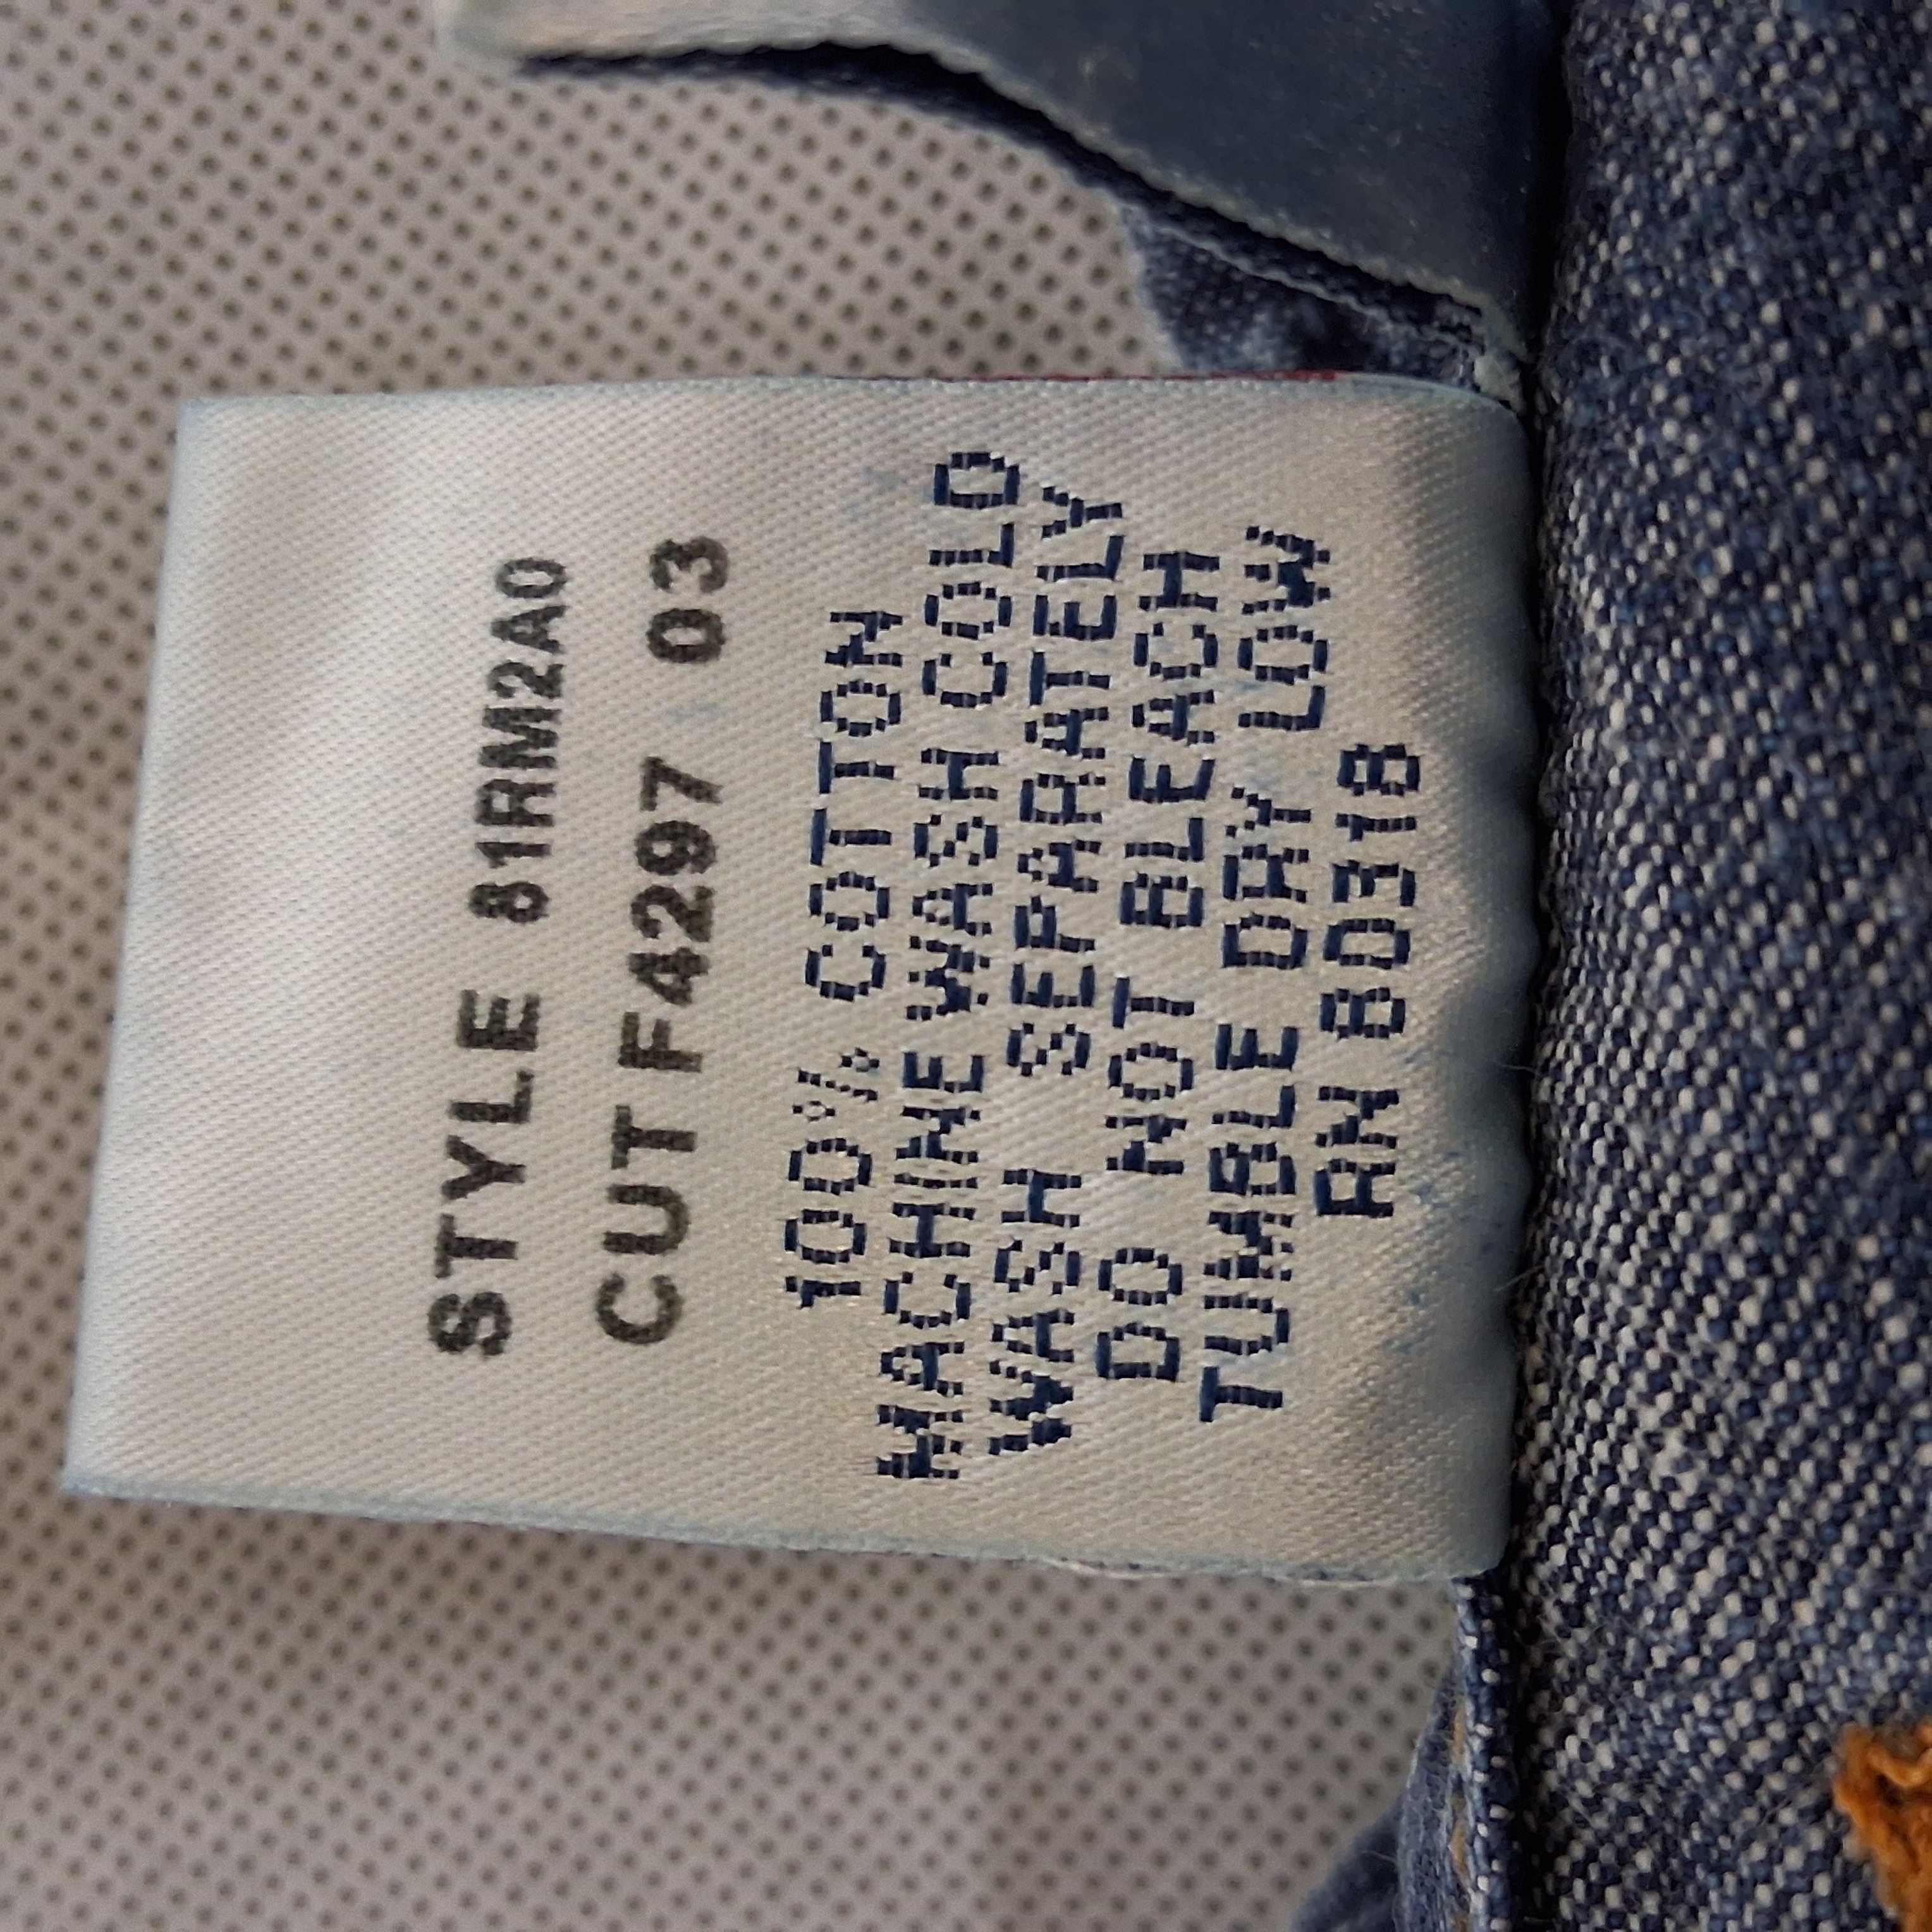 STYLE 81RM2A0
CUT F4297 03
100% COTTON
MACHINE WASH COLD
WASH SEPARATELY
DO NOT BLEACH
TUMBLE DRY LOW
RN 80318